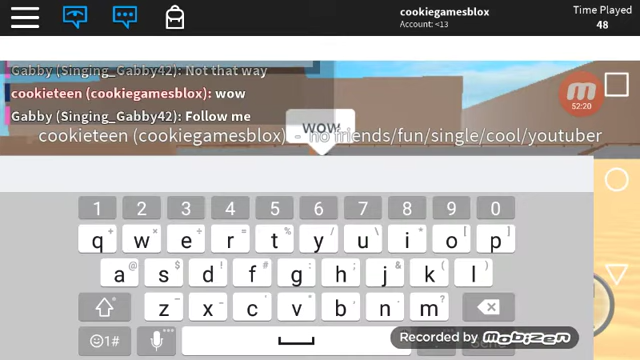 cookiegamesblox
Account: <13
Time Played
48
Gabby (Singing_Gabby42): Not that way
cookieteen (cookiegamesblox): wow
Gabby (Singing_Gabby42): Follow me
wow
cookieteen (cookiegamesblox) - no friends/fun/single/cool/youtuber
52:20
1 2 3 4 5 6 7 8 9 0
q w e r t y u i o p
a s d f g h j k l
z x c v b n m
☺1#
Recorded by Mobizen